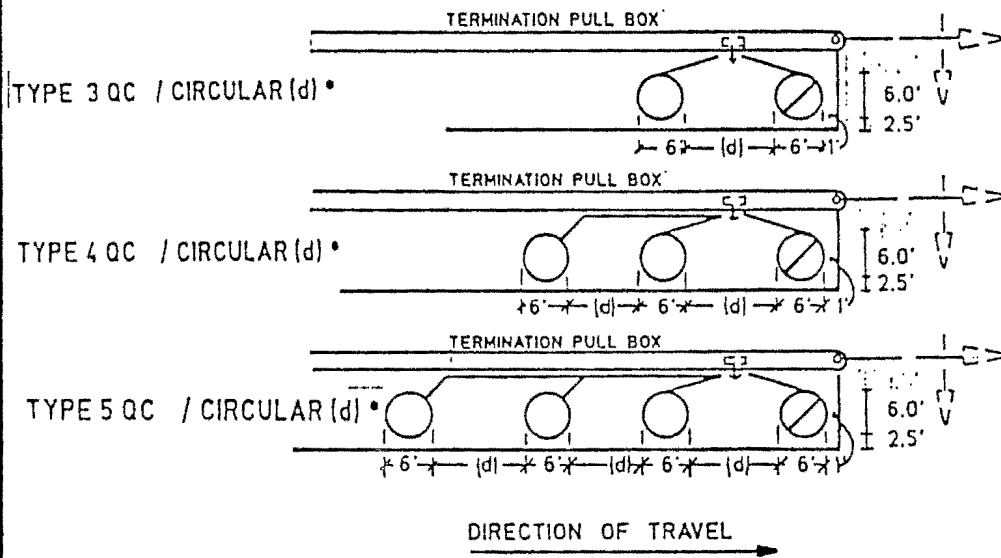 TERMINATION PULL BOX
TYPE 3 QC / CIRCULAR (d) •
6.0'
2.5'
6' (d) 6' 1'
TERMINATION PULL BOX
TYPE 4 QC / CIRCULAR (d) •
6.0'
2.5'
6' (d) 6' (d) 6' 1'
TERMINATION PULL BOX
TYPE 5 QC / CIRCULAR (d) •
6.0'
2.5'
6' (d) 6' (d) 6' (d) 6' 1'
DIRECTION OF TRAVEL